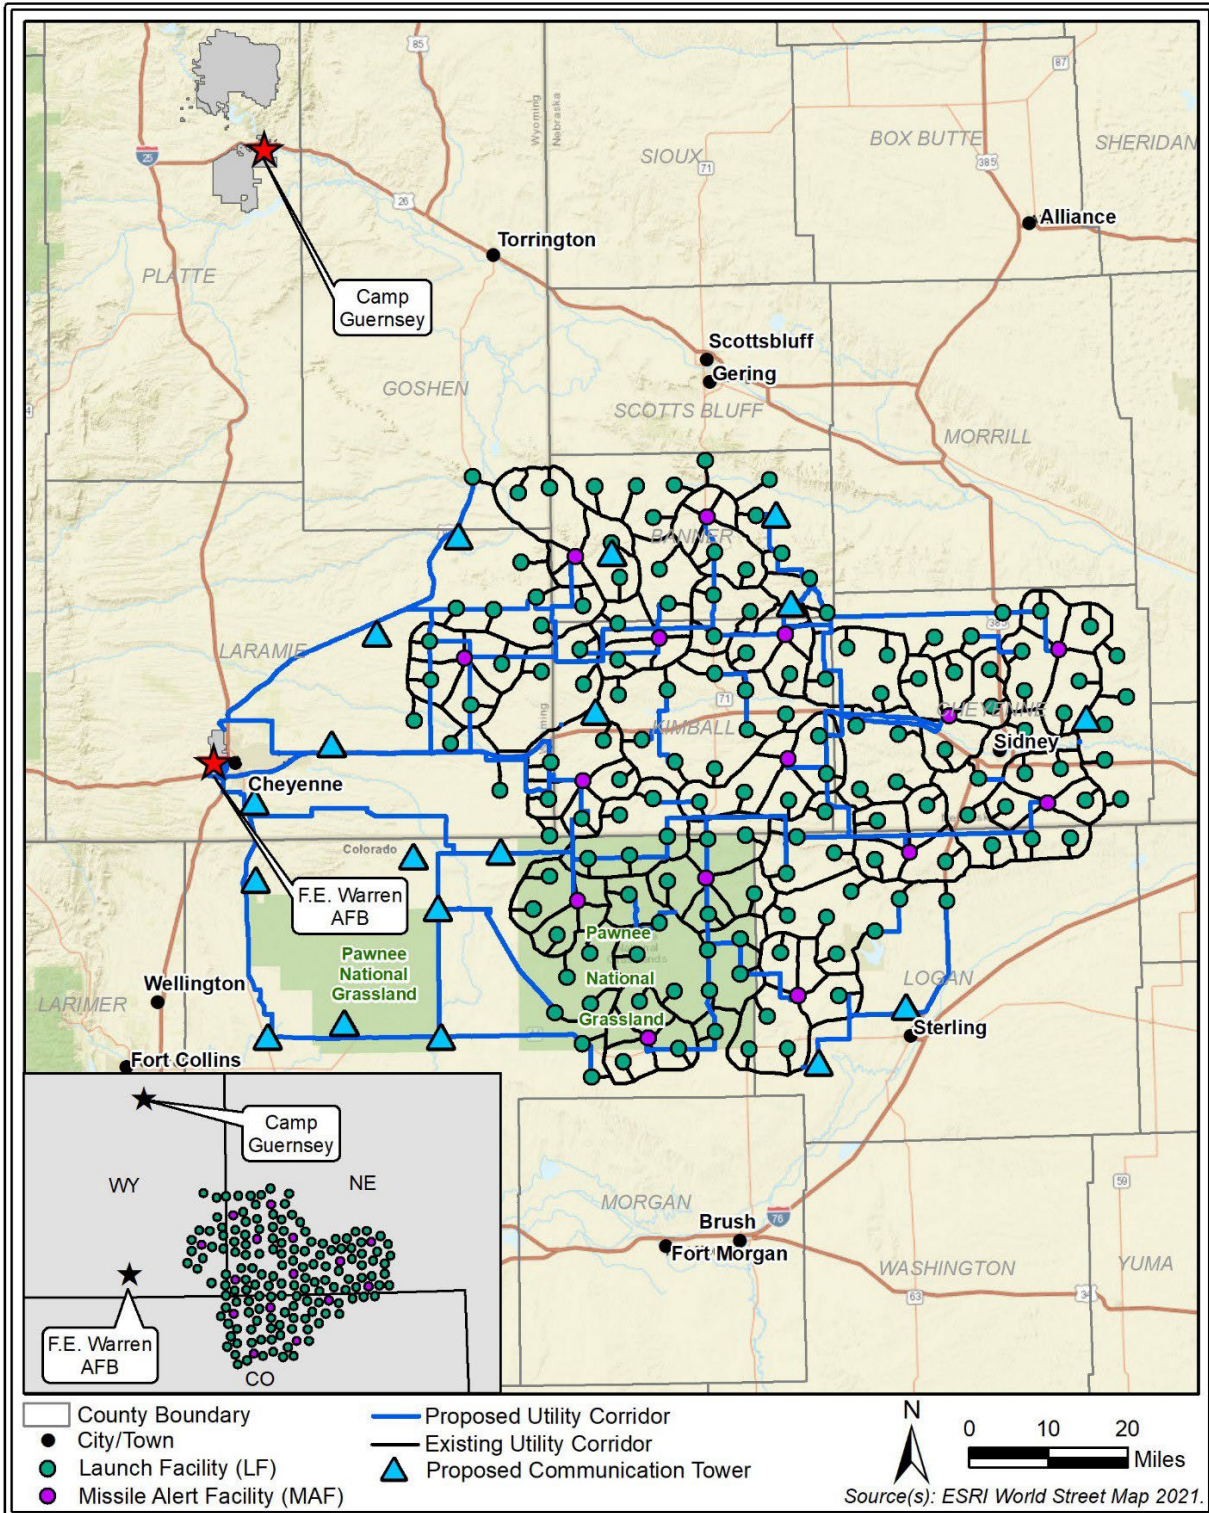 85
87
Wyoming
Nebraska
BOX BUTTE
SHERIDAN
SIOUX
71
385
25
26
Alliance
Torrington
PLATTE
Camp
Guernsey
Scottsbluff
Gering
GOSHEN
SCOTTS BLUFF
MORRILL
BANNER
385
LARAMIE
71
KIMBALL
CHEYENNE
Wyoming
Sidney
Cheyenne
Colorado
F.E. Warren
AFB
Pawnee
National
Grassland
Pawnee
National
Grassland
LOGAN
Wellington
LARIMER
Sterling
Fort Collins
Camp
Guernsey
WY
NE
59
MORGAN
Brush
76
Fort Morgan
WASHINGTON
YUMA
63
34
F.E. Warren
AFB
CO
County Boundary
City/Town
Launch Facility (LF)
Missile Alert Facility (MAF)
Proposed Utility Corridor
Existing Utility Corridor
Proposed Communication Tower
N
0 10 20
Miles
Source(s): ESRI World Street Map 2021.